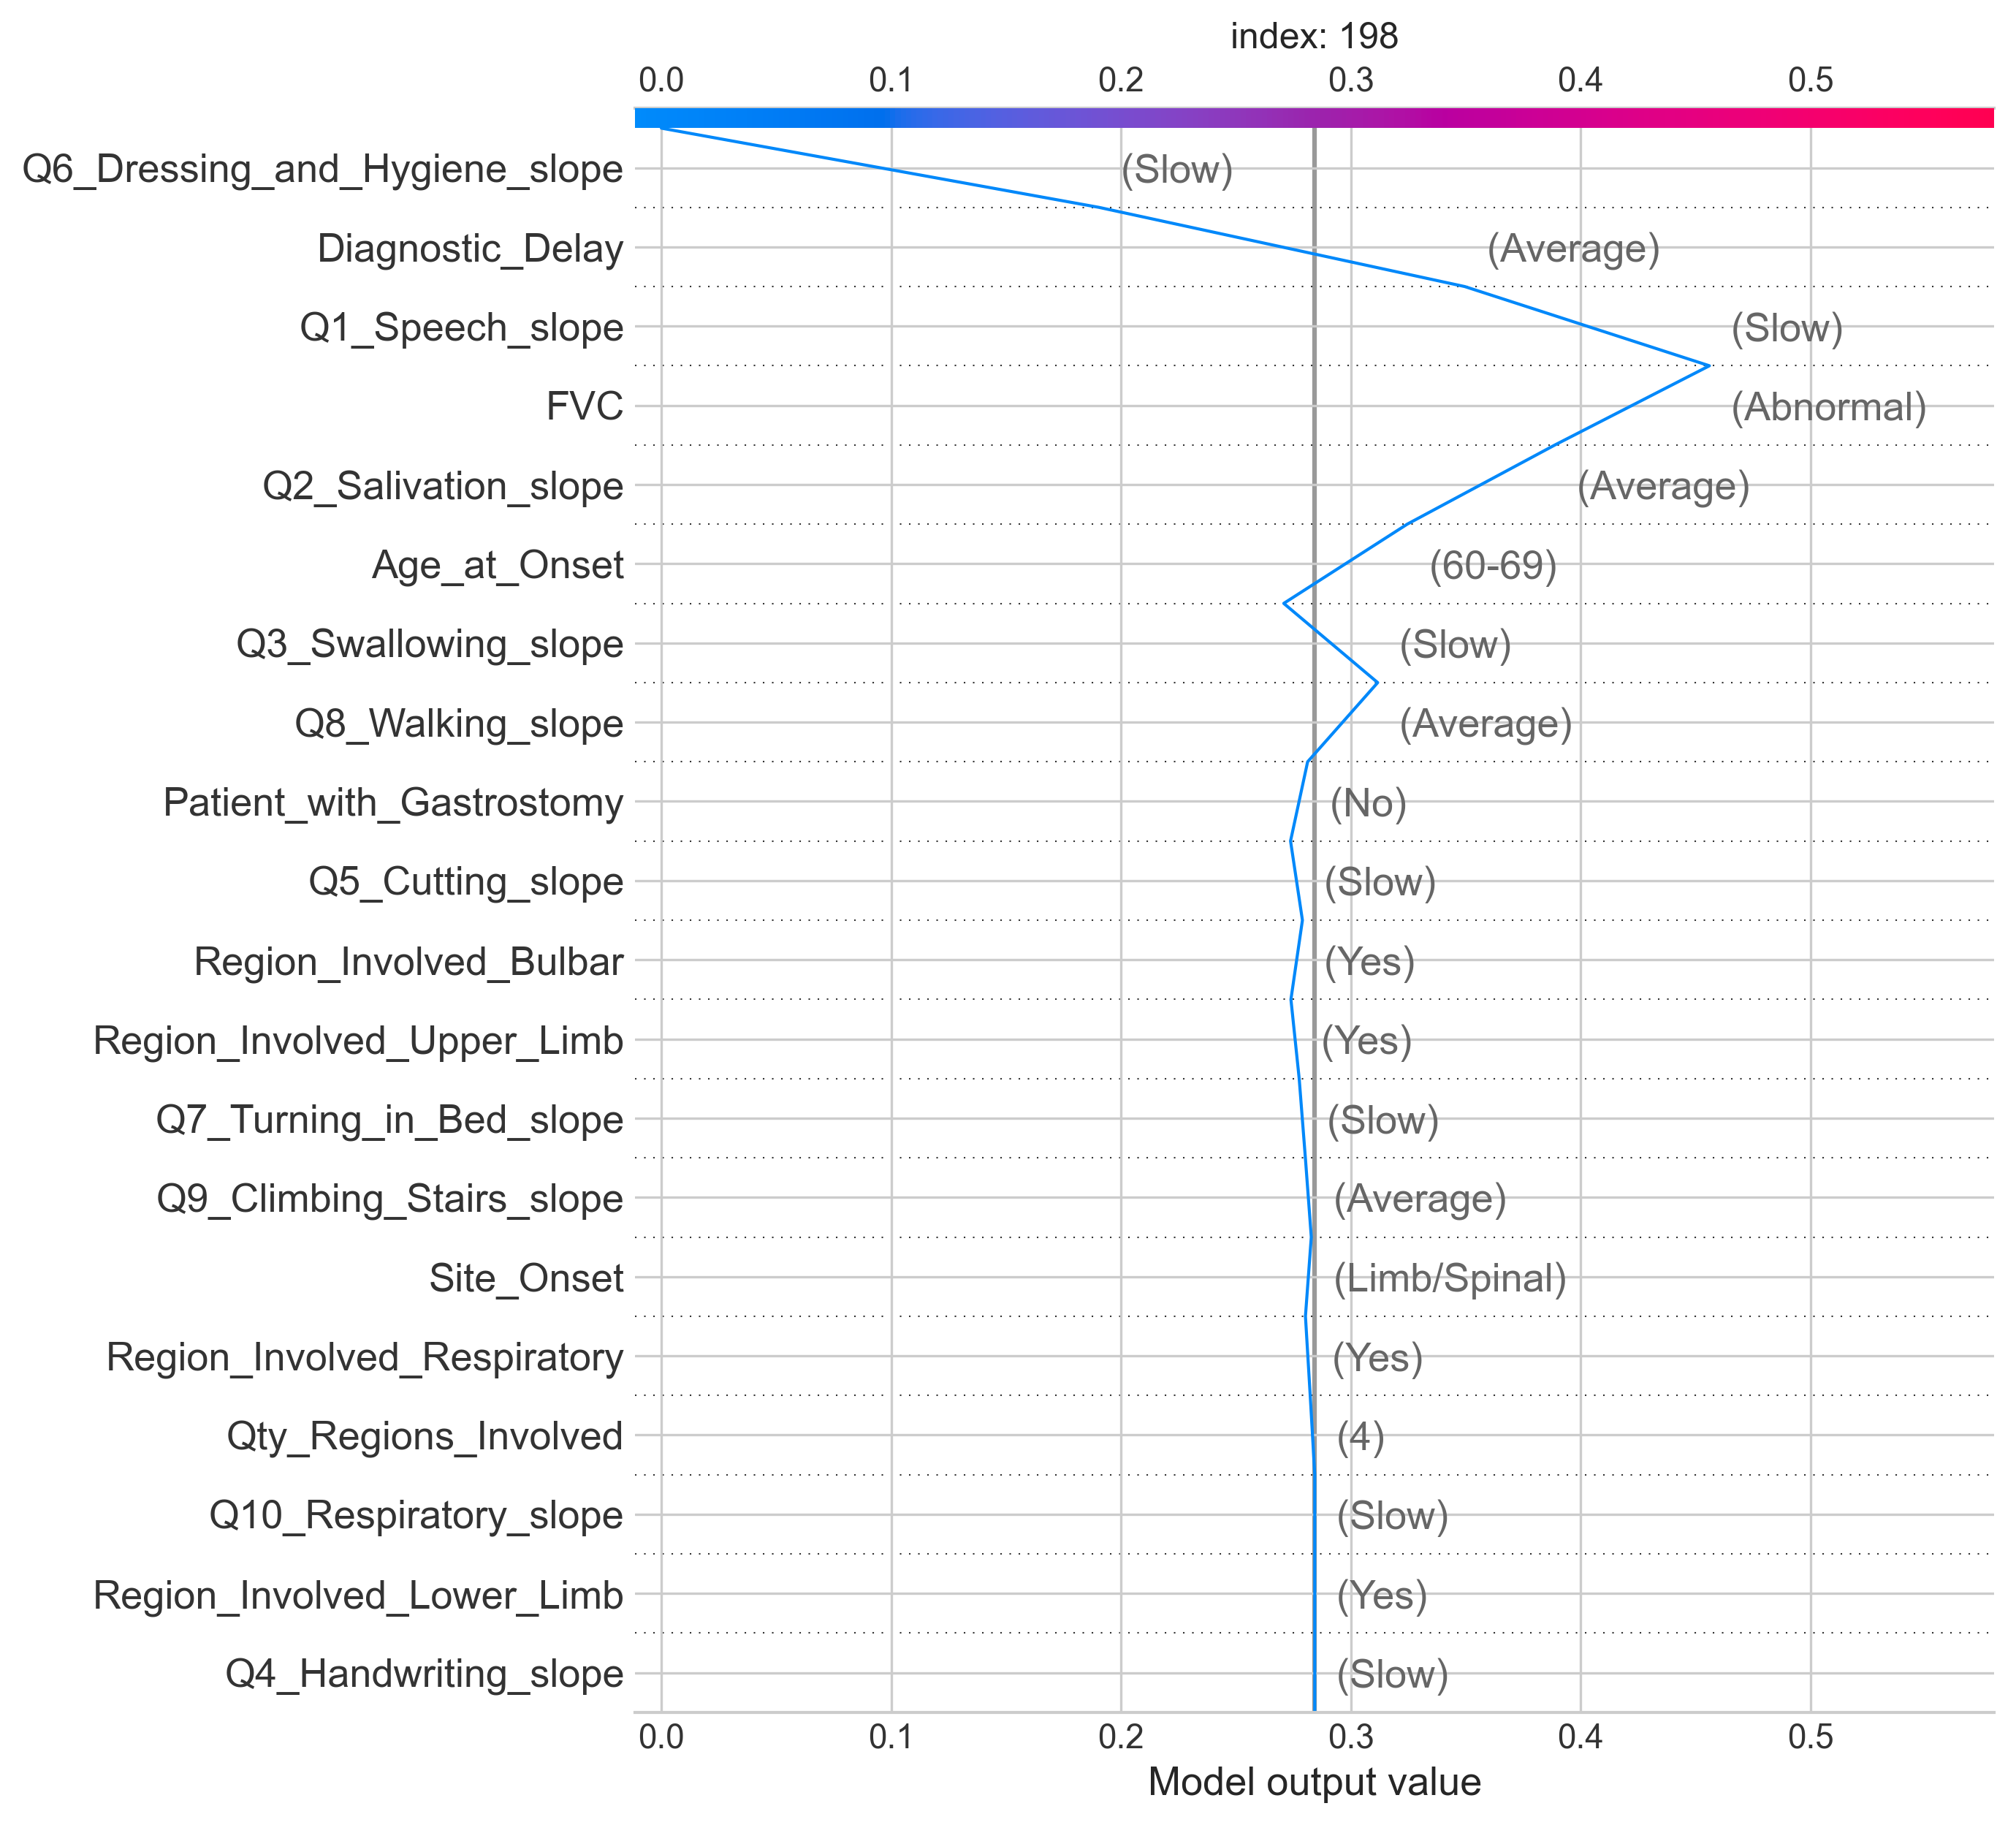 index: 198
0.0 0.1 0.2 0.3 0.4 0.5
Q6_Dressing_and_Hygiene_slope (Slow)
Diagnostic_Delay (Average)
Q1_Speech_slope (Slow)
FVC (Abnormal)
Q2_Salivation_slope (Average)
Age_at_Onset (60-69)
Q3_Swallowing_slope (Slow)
Q8_Walking_slope (Average)
Patient_with_Gastrostomy (No)
Q5_Cutting_slope (Slow)
Region_Involved_Bulbar (Yes)
Region_Involved_Upper_Limb (Yes)
Q7_Turning_in_Bed_slope (Slow)
Q9_Climbing_Stairs_slope (Average)
Site_Onset (Limb/Spinal)
Region_Involved_Respiratory (Yes)
Qty_Regions_Involved (4)
Q10_Respiratory_slope (Slow)
Region_Involved_Lower_Limb (Yes)
Q4_Handwriting_slope (Slow)
0.0 0.1 0.2 0.3 0.4 0.5
Model output value